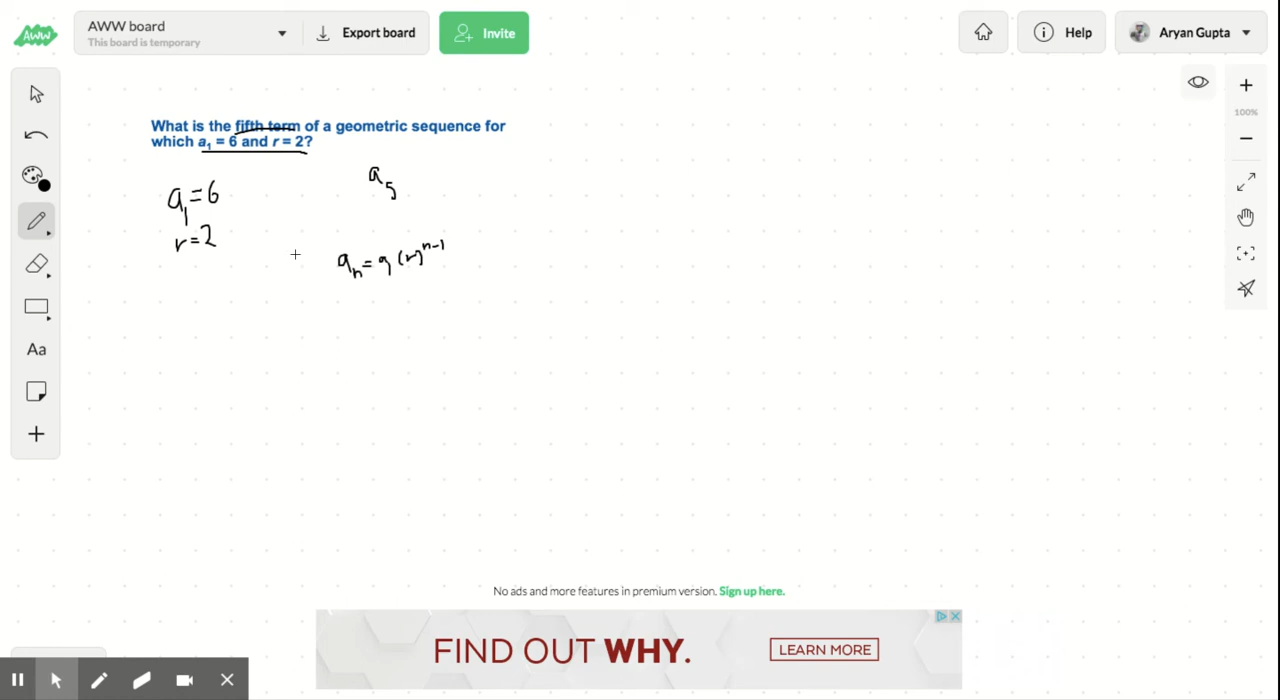 AWW
AWW board
This board is temporary
Export board
Invite
Help
Aryan Gupta
100%
What is the fifth term of a geometric sequence for
which a₁ = 6 and r = 2?
a₁ = 6
a₅
r = 2
aₙ = a₁ (r)ⁿ⁻¹
Aa
No ads and more features in premium version. Sign up here.
FIND OUT WHY.
LEARN MORE